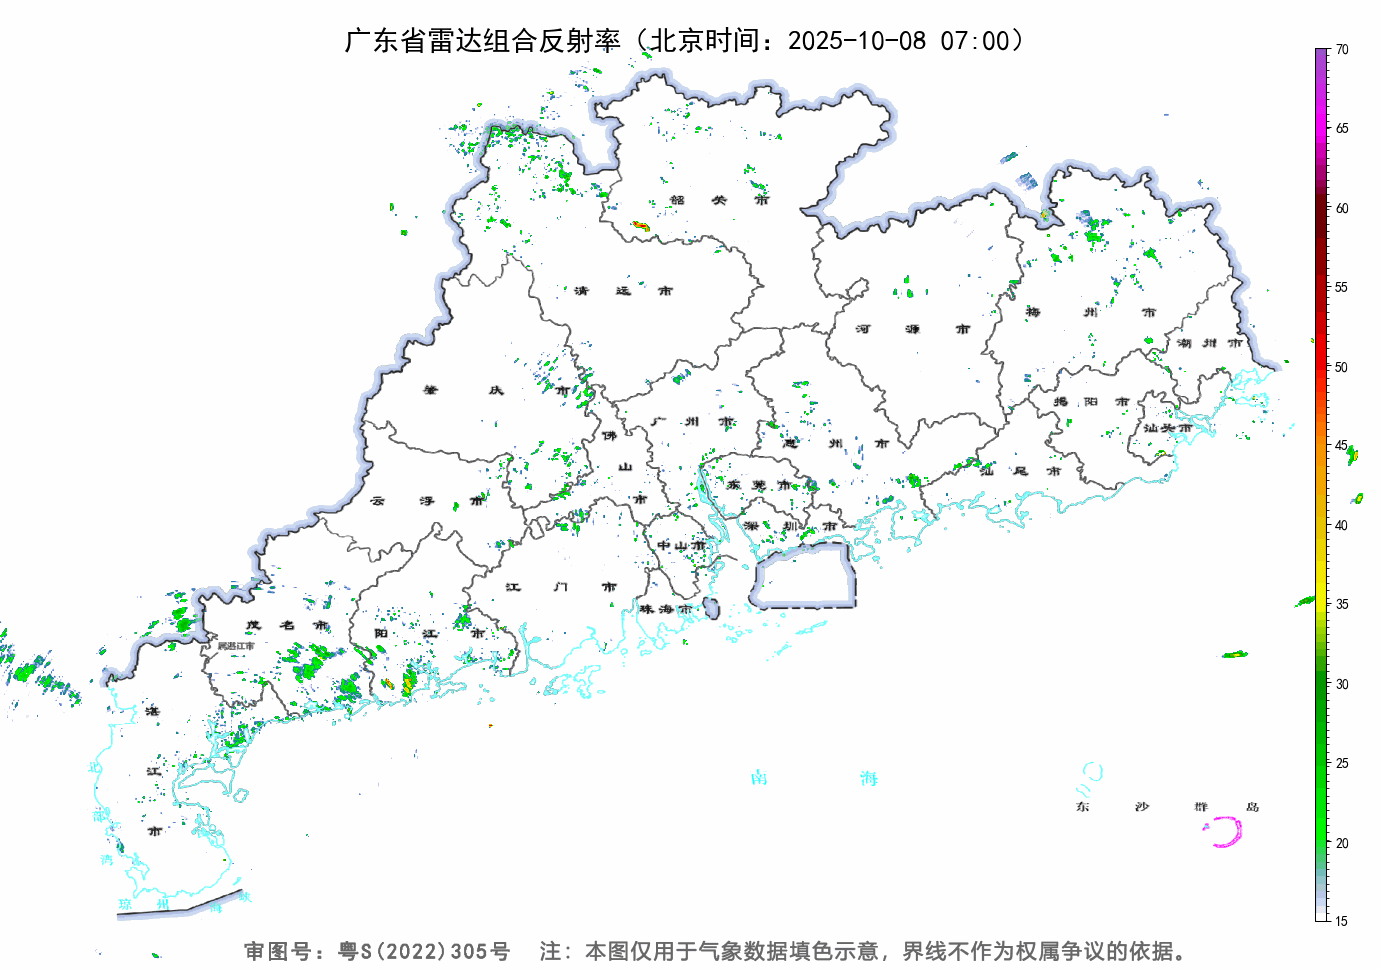 广东省雷达组合反射率（北京时间：2025-10-08 07:00）
70
65
60
55
50
45
40
35
30
25
20
15
韶 关 市
清 远 市
河 源 市
梅 州 市
潮 州 市
肇 庆 市
揭 阳 市
汕头市
广 州 市
佛 山 市
惠 州 市
汕 尾 市
云 浮 市
东 莞 市
深 圳 市
中山市
江 门 市
珠海市
茂 名 市
属湛江市
阳 江 市
湛 江 市
北 部 湾
南 海
东 沙 群 岛
琼 州 海 峡
审图号：粤S(2022)305号 注：本图仅用于气象数据填色示意，界线不作为权属争议的依据。